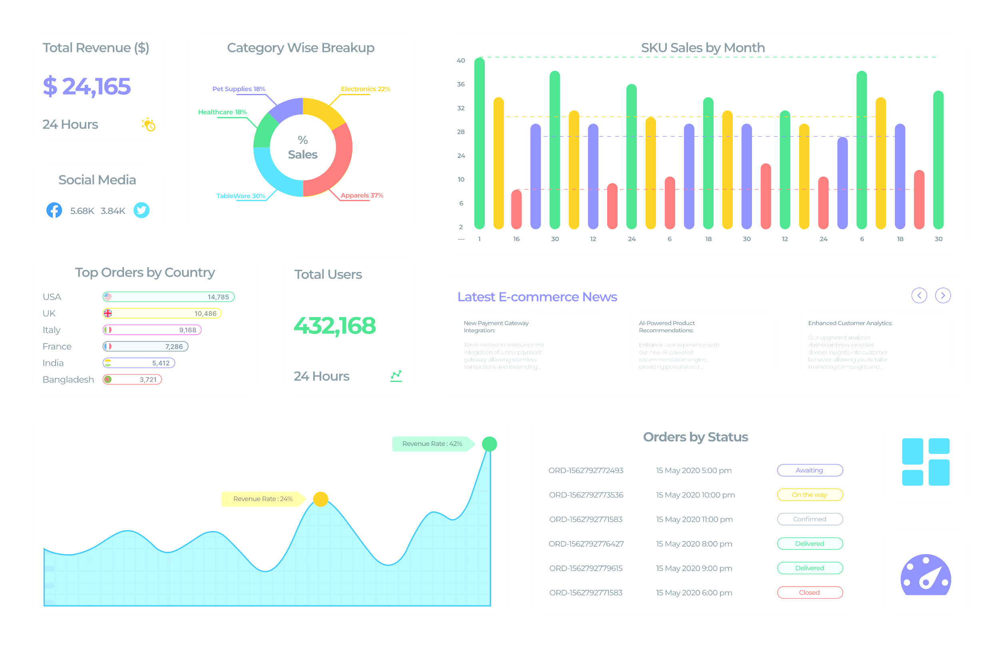 Total Revenue ($)
$ 24,165
24 Hours
Social Media
5.68K 3.84K
Category Wise Breakup
Pet Supplies 18%
Electronics 22%
Healthcare 18%
%
Sales
TableWare 30%
Apparels 37%
SKU Sales by Month
40
36
32
28
24
10
6
2
--- 1 16 30 12 24 6 18 30 12 24 6 18 30
Top Orders by Country
USA 14,785
UK 10,486
Italy 9,168
France 7,286
India 5,412
Bangladesh 3,721
Total Users
432,168
24 Hours
Latest E-commerce News
New Payment Gateway
Integration:
We're excited to announce the
integration of a new payment
gateway, allowing seamless
transactions and expanding ..
AI-Powered Product
Recommendations:
Enhance user experience with
our new AI-powered
recommendation engine,
providing personalized ..
Enhanced Customer Analytics:
Our upgraded analytics
dashboard now provides
deeper insights into customer
behavior, allowing you to tailor
marketing campaigns and ..
Revenue Rate : 42%
Revenue Rate : 24%
Orders by Status
ORD-1562792772493 15 May 2020 5:00 pm Awaiting
ORD-1562792773536 15 May 2020 10:00 pm On the way
ORD-1562792771583 15 May 2020 11:00 pm Confirmed
ORD-1562792776427 15 May 2020 8:00 pm Delivered
ORD-1562792779615 15 May 2020 9:00 pm Delivered
ORD-1562792771583 15 May 2020 6:00 pm Closed